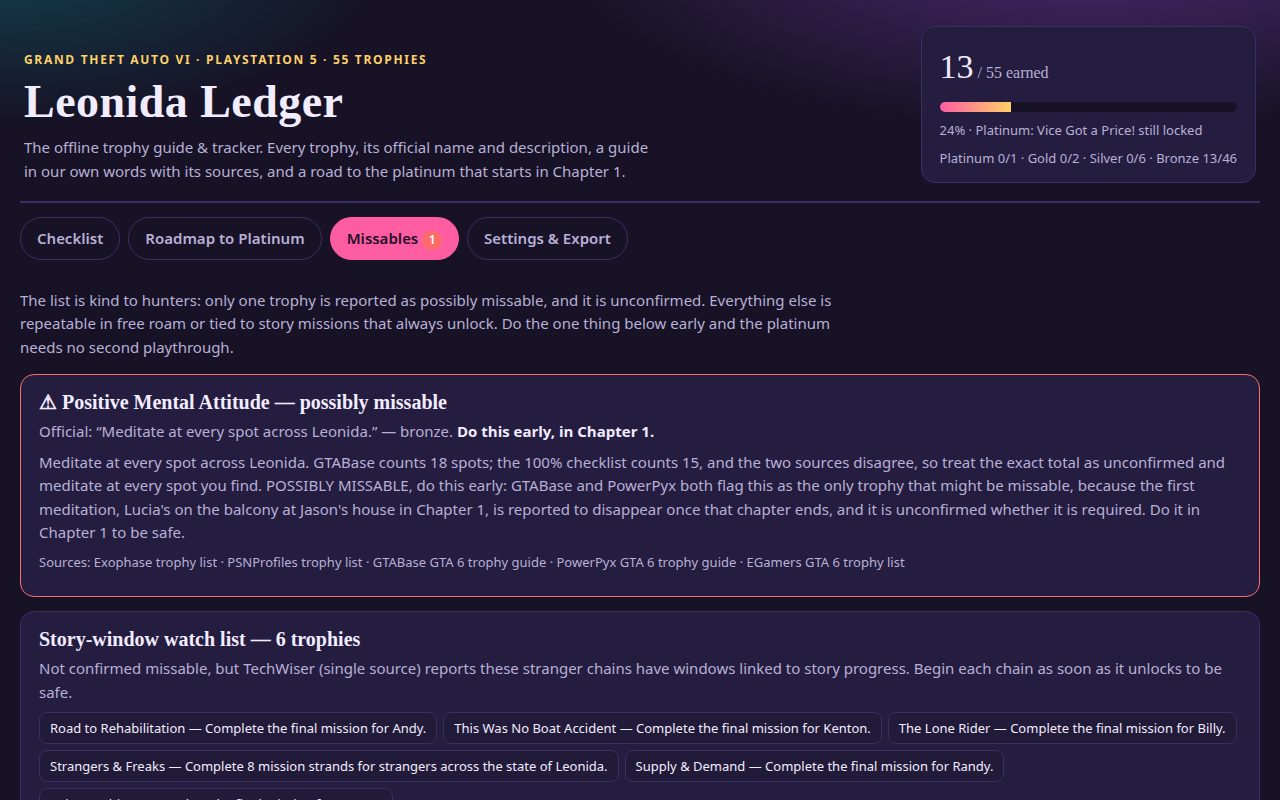 GRAND THEFT AUTO VI · PLAYSTATION 5 · 55 TROPHIES
Leonida Ledger
The offline trophy guide & tracker. Every trophy, its official name and description, a guide
in our own words with its sources, and a road to the platinum that starts in Chapter 1.
13 / 55 earned
24% · Platinum: Vice Got a Price! still locked
Platinum 0/1 · Gold 0/2 · Silver 0/6 · Bronze 13/46
Checklist
Roadmap to Platinum
Missables 1
Settings & Export
The list is kind to hunters: only one trophy is reported as possibly missable, and it is unconfirmed. Everything else is
repeatable in free roam or tied to story missions that always unlock. Do the one thing below early and the platinum
needs no second playthrough.
⚠ Positive Mental Attitude — possibly missable
Official: “Meditate at every spot across Leonida.” — bronze. Do this early, in Chapter 1.
Meditate at every spot across Leonida. GTABase counts 18 spots; the 100% checklist counts 15, and the two sources disagree, so treat the exact total as unconfirmed and
meditate at every spot you find. POSSIBLY MISSABLE, do this early: GTABase and PowerPyx both flag this as the only trophy that might be missable, because the first
meditation, Lucia's on the balcony at Jason's house in Chapter 1, is reported to disappear once that chapter ends, and it is unconfirmed whether it is required. Do it in
Chapter 1 to be safe.
Sources: Exophase trophy list · PSNProfiles trophy list · GTABase GTA 6 trophy guide · PowerPyx GTA 6 trophy guide · EGamers GTA 6 trophy list
Story-window watch list — 6 trophies
Not confirmed missable, but TechWiser (single source) reports these stranger chains have windows linked to story progress. Begin each chain as soon as it unlocks to be
safe.
Road to Rehabilitation — Complete the final mission for Andy.
This Was No Boat Accident — Complete the final mission for Kenton.
The Lone Rider — Complete the final mission for Billy.
Strangers & Freaks — Complete 8 mission strands for strangers across the state of Leonida.
Supply & Demand — Complete the final mission for Randy.